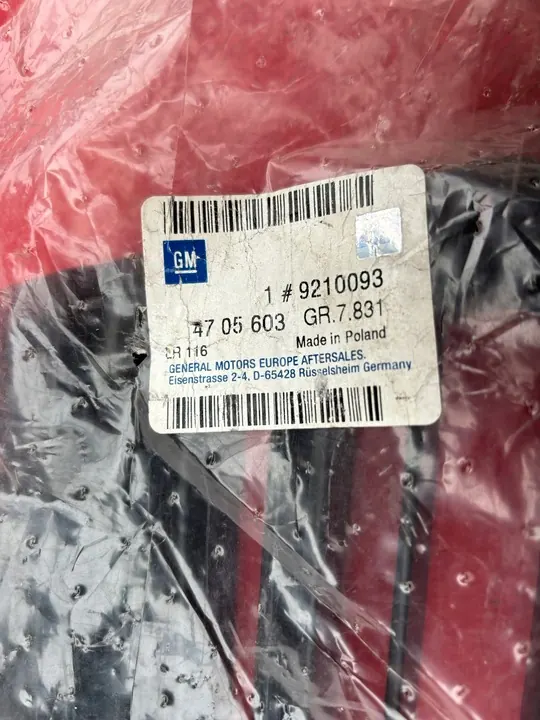 GM
1 # 9210093
47 05 603 GR.7.831
Made in Poland
LR 116
GENERAL MOTORS EUROPE AFTERSALES,
Eisenstrasse 2-4, D-65428 Rüsselsheim Germany